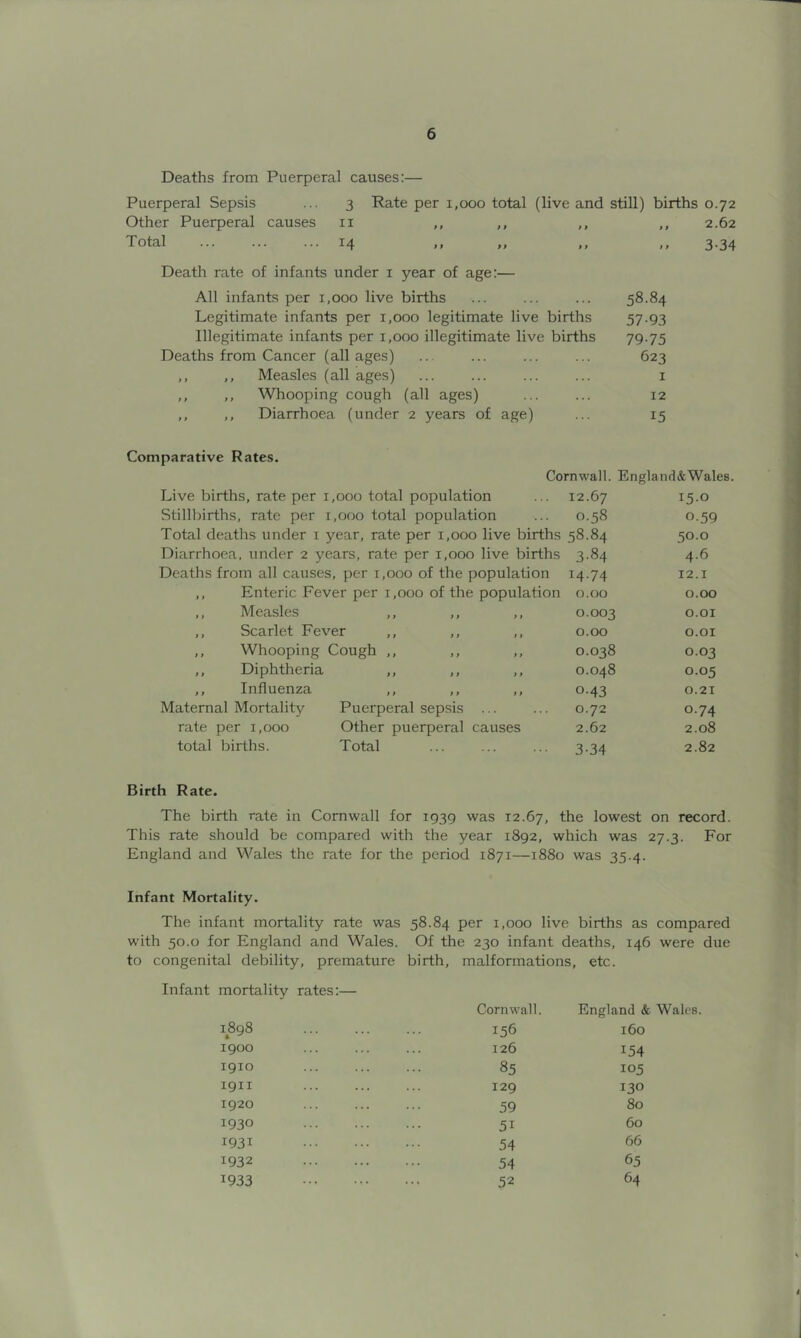 6
Deaths from Puerperal causes:—
Puerperal Sepsis ... 3 Rate per 1,000 total (live and still) births 0.72
Other Puerperal causes 11 ,, ,, ,, ,, 2.62
Total ... ... ... 14 ,, ,, ,, ,, 3.34
Death rate of infants under 1 year of age:—
All infants per 1,000 live births ... ... ... 58.84
Legitimate infants per 1,000 legitimate live births 57.93
Illegitimate infants per 1,000 illegitimate live births 79.75
Deaths from Cancer (all ages) ... ... ... ... 623
,, ,, Measles (all ages) ... ... ... ... 1
,, ,, Whooping cough (all ages) ... ... 12
,, ,, Diarrhoea (under 2 years of age) ... 15
Comparative Rates.
Cornwall. England&Wales.
Live births, rate per 1,000 total population ... 12.67 15.0
Stillbirths, rate per 1,000 total population ... 0.58 0.59
Total deaths under 1 year, rate per 1,000 live births 58.84 50.0
Diarrhoea, under 2 years, rate per 1,000 live births 3.84 4.6
Deaths from all causes, per 1,000 of the population 14.74 12.1
,, Enteric Fever per 1,000 of the population 0.00 0.00
,, Measles ,, ,, ,, 0.003 0.01
,, Scarlet Fever ,, ,, ,, 0.00 0.01
,, Whooping Cough ,, ,, ,, 0.038 0.03
,, Diphtheria ,, ,, ,, 0.048 0.05
,, Influenza ,, ,, ,, 0.43 0.21
Maternal Mortality Puerperal sepsis ... ... 0.72 0.74
rate per 1,000 Other puerperal causes 2.62 2.08
total births. Total ... ... ... 3.34 2.82
Birth Rate.
The birth rate in Cornwall for 1939 was 12.67, the lowest on record.
This rate should be compared with the year 1892, which was 27.3. For
England and Wales the rate for the period 1871—1880 was 35.4.
Infant Mortality.
The infant mortality rate was 58.84 per 1,000 live births as compared
with 50.0 for England and Wales. Of the 230 infant deaths, 146 were due
to congenital debility, premature birth, malformations, etc.
Infant mortality rates:—
Cornwall. England & Wales.
1898 ... ... ... 156 160
1900 ... ... ... 126 154
1910 ... ... ... 85 105
1911 ... ... ... 129 130
1920 ... ... ... 59 80
1930 ... ... ... 51 60
1931 ... ... ... 54 66
1932 ... ... ... 54 65
1933 ... ... ... 52 64